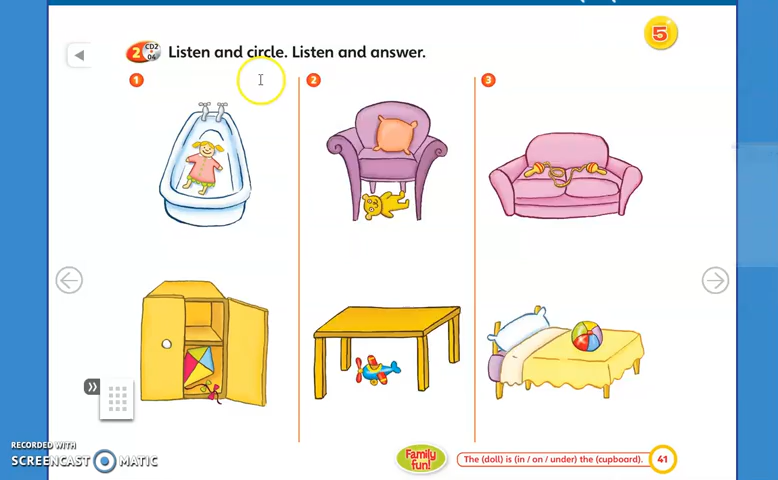 5
2 CD2 04 Listen and circle. Listen and answer.
1
2
3
RECORDED WITH
SCREENCAST MATIC
Family fun!
The (doll) is (in / on / under) the (cupboard).
41